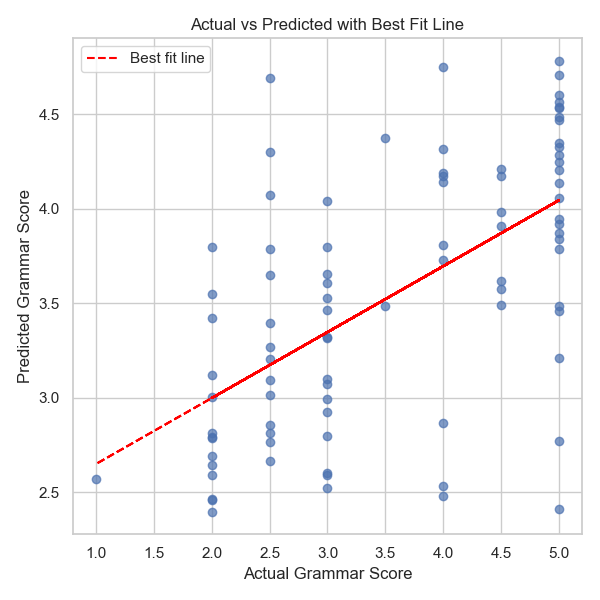 Actual vs Predicted with Best Fit Line
Best fit line
Predicted Grammar Score
4.5
4.0
3.5
3.0
2.5
1.0 1.5 2.0 2.5 3.0 3.5 4.0 4.5 5.0
Actual Grammar Score